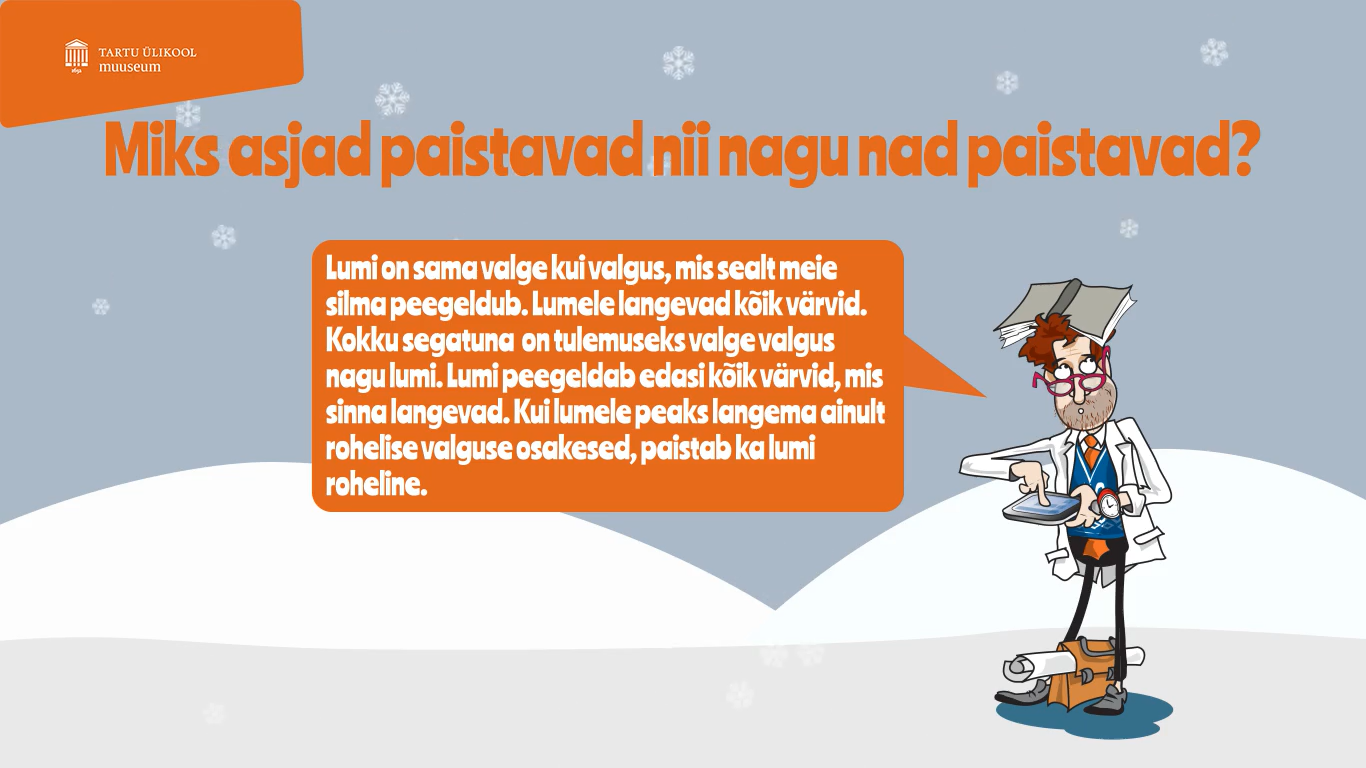 TARTU ÜLIKOOL
muuseum
1632
Miks asjad paistavad nii nagu nad paistavad?
Lumi on sama valge kui valgus, mis sealt meie
silma peegeldub. Lumele langevad kõik värvid.
Kokku segatuna on tulemuseks valge valgus
nagu lumi. Lumi peegeldab edasi kõik värvid, mis
sinna langevad. Kui lumele peaks langema ainult
rohelise valguse osakesed, paistab ka lumi
roheline.